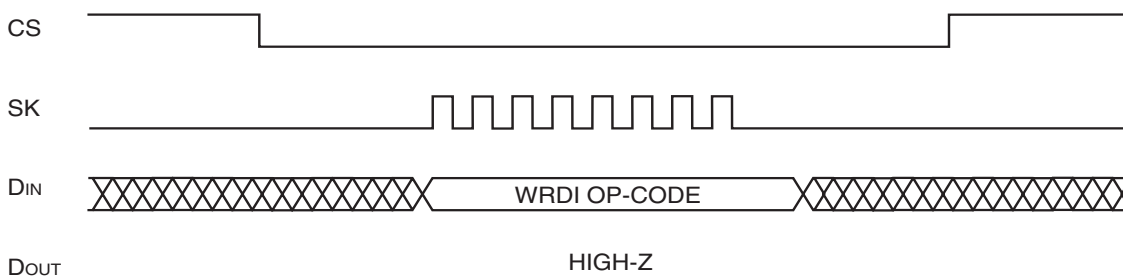 CS
SK
DIN
WRDI OP-CODE
DOUT
HIGH-Z